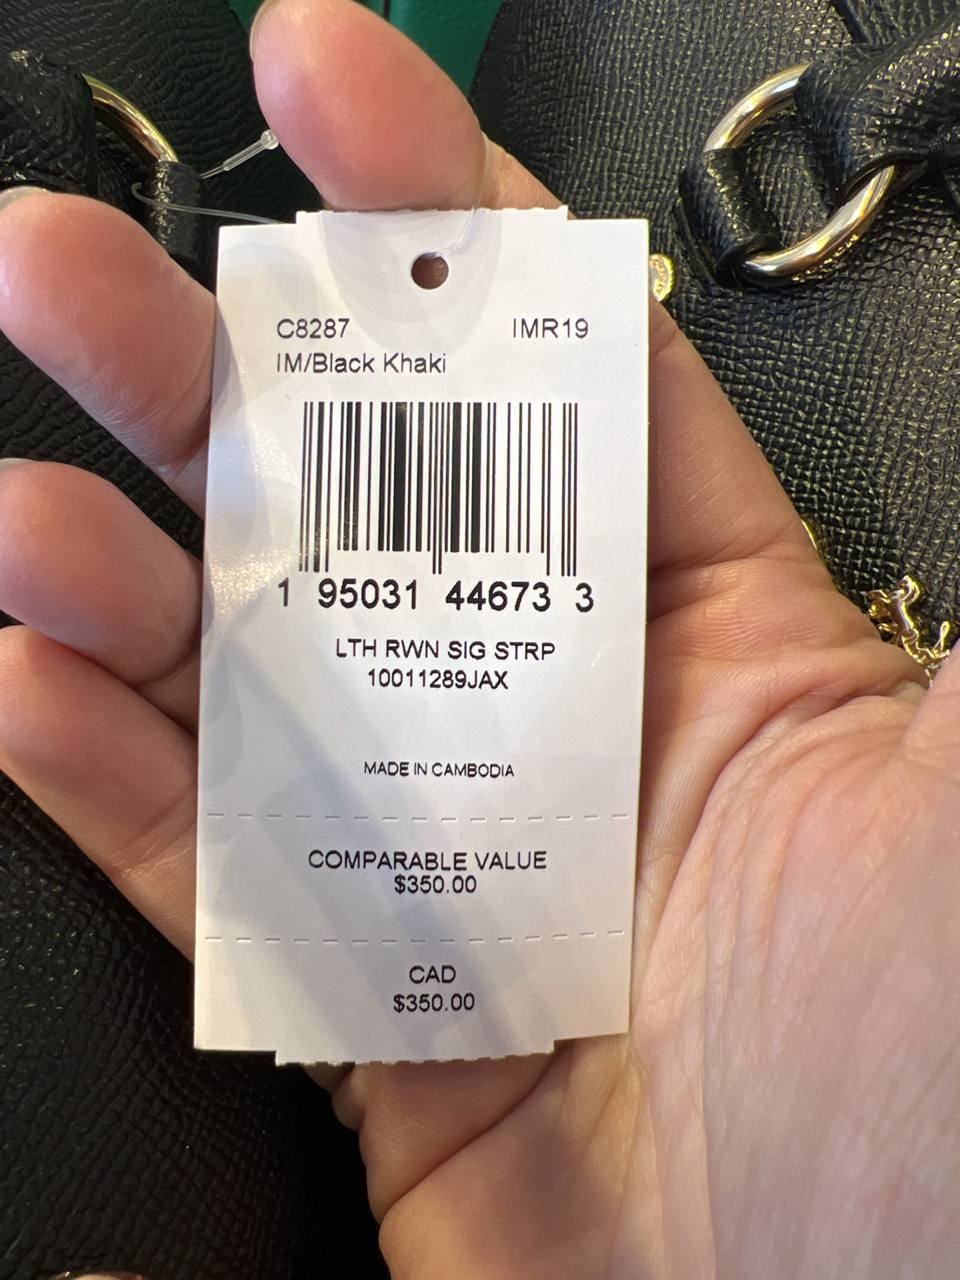 C8287 IMR19
IM/Black Khaki
1 95031 44673 3
LTH RWN SIG STRP
10011289JAX
MADE IN CAMBODIA
COMPARABLE VALUE
$350.00
CAD
$350.00